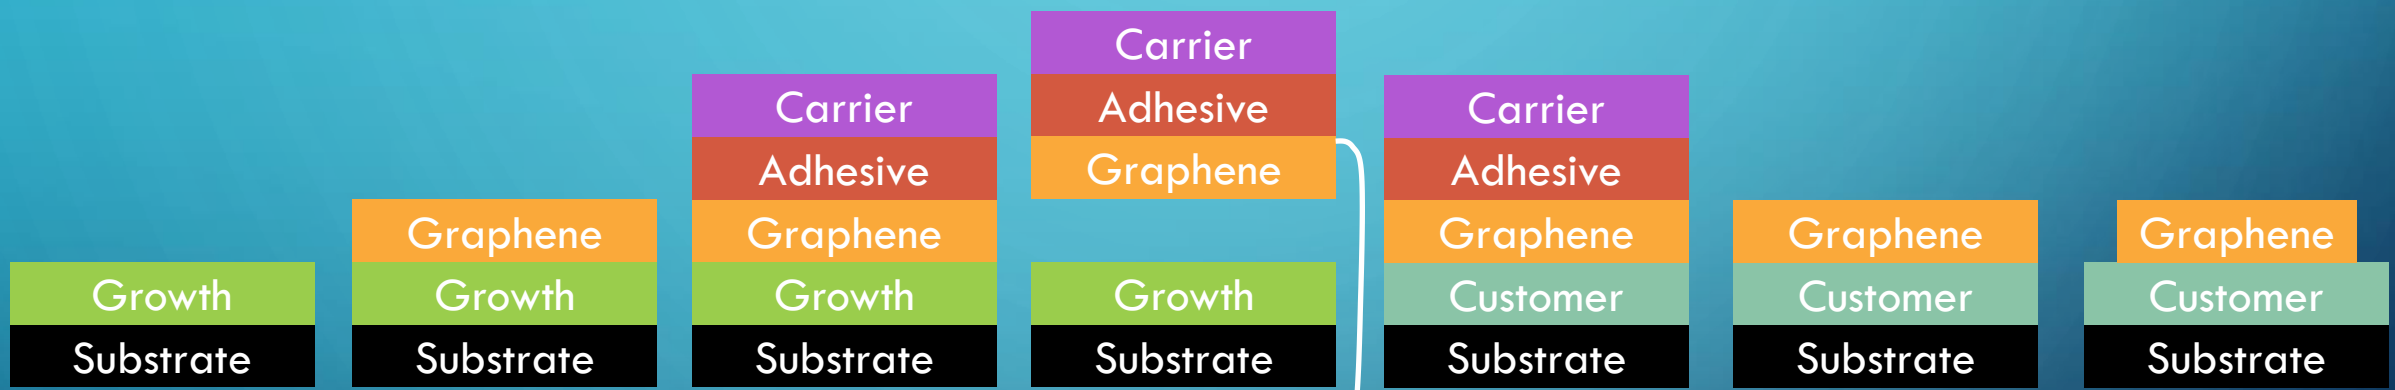 Growth
Substrate
Graphene
Growth
Substrate
Carrier
Adhesive
Graphene
Growth
Substrate
Carrier
Adhesive
Graphene
Growth
Substrate
Carrier
Adhesive
Graphene
Customer
Substrate
Graphene
Customer
Substrate
Graphene
Customer
Substrate